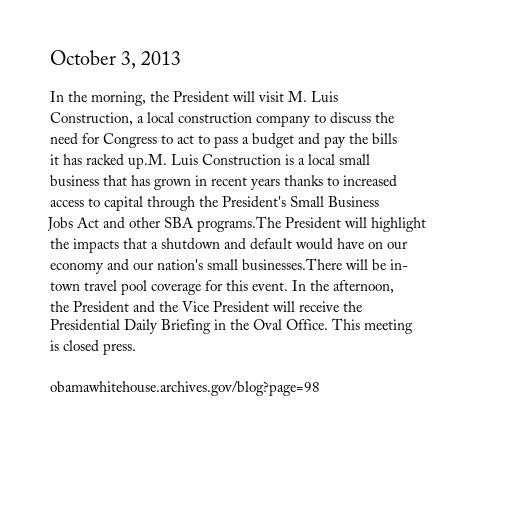 October 3, 2013
In the morning, the President will visit M. Luis
Construction, a local construction company to discuss the
need for Congress to act to pass a budget and pay the bills
it has racked up.M. Luis Construction is a local small
business that has grown in recent years thanks to increased
access to capital through the President's Small Business
Jobs Act and other SBA programs.The President will highlight
the impacts that a shutdown and default would have on our
economy and our nation's small businesses.There will be in-
town travel pool coverage for this event. In the afternoon,
the President and the Vice President will receive the
Presidential Daily Briefing in the Oval Office. This meeting
is closed press.
obamawhitehouse.archives.gov/blog?page=98